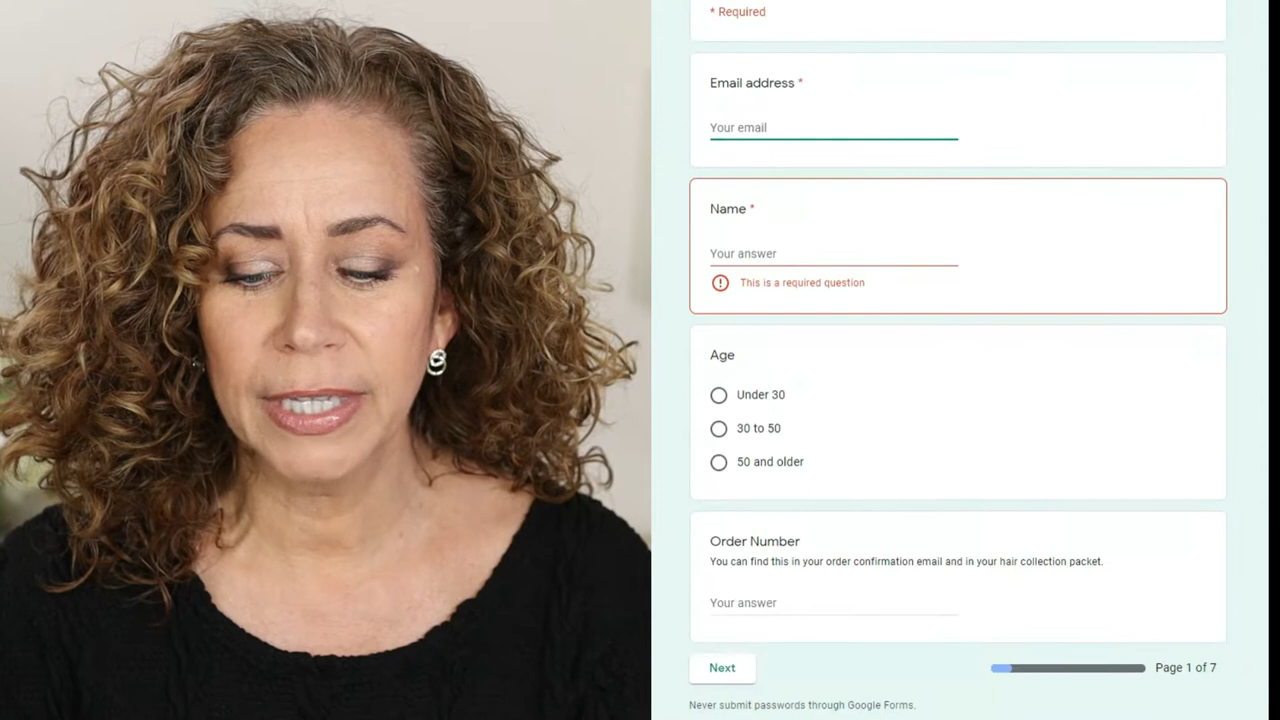 * Required
Email address *
Your email
Name *
Your answer
This is a required question
Age
Under 30
30 to 50
50 and older
Order Number
You can find this in your order confirmation email and in your hair collection packet.
Your answer
Next
Page 1 of 7
Never submit passwords through Google Forms.